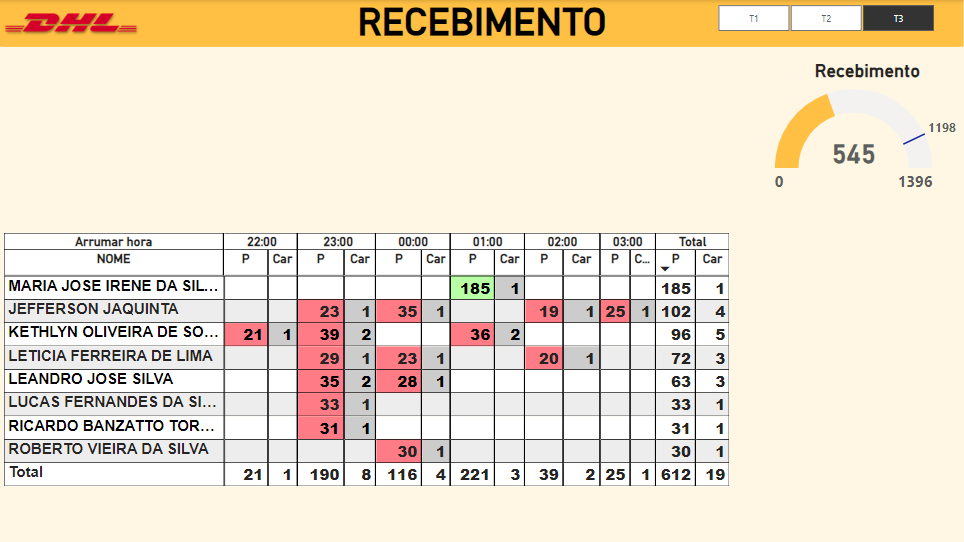 DHL RECEBIMENTO T1 T2 T3
Recebimento
1198
545
0 1396
Arrumar hora 22:00 23:00 00:00 01:00 02:00 03:00 Total
NOME P Car P Car P Car P Car P Car P C... P Car
MARIA JOSE IRENE DA SIL... 185 1 185 1
JEFFERSON JAQUINTA 23 1 35 1 19 1 25 1 102 4
KETHLYN OLIVEIRA DE SO... 21 1 39 2 36 2 96 5
LETICIA FERREIRA DE LIMA 29 1 23 1 20 1 72 3
LEANDRO JOSE SILVA 35 2 28 1 63 3
LUCAS FERNANDES DA SI... 33 1 33 1
RICARDO BANZATTO TOR... 31 1 31 1
ROBERTO VIEIRA DA SILVA 30 1 30 1
Total 21 1 190 8 116 4 221 3 39 2 25 1 612 19